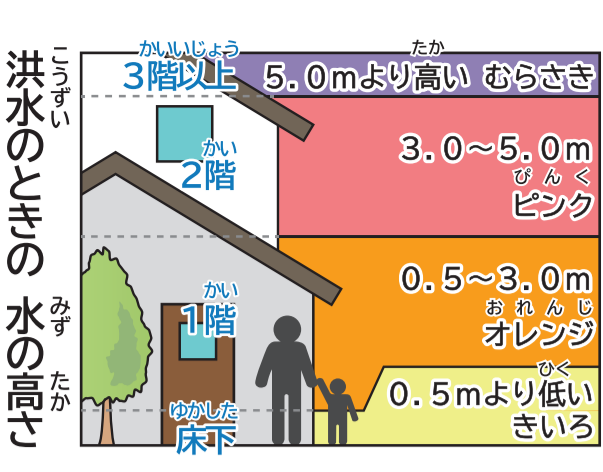 こうずい
洪水のときの
みず たか
水の高さ
かいいじょう
3階以上
かい
2階
かい
1階
ゆかした
床下
たか
5.0mより高い むらさき
3.0～5.0m
ぴんく
ピンク
0.5～3.0m
おれんじ
オレンジ
ひく
0.5mより低い
きいろ